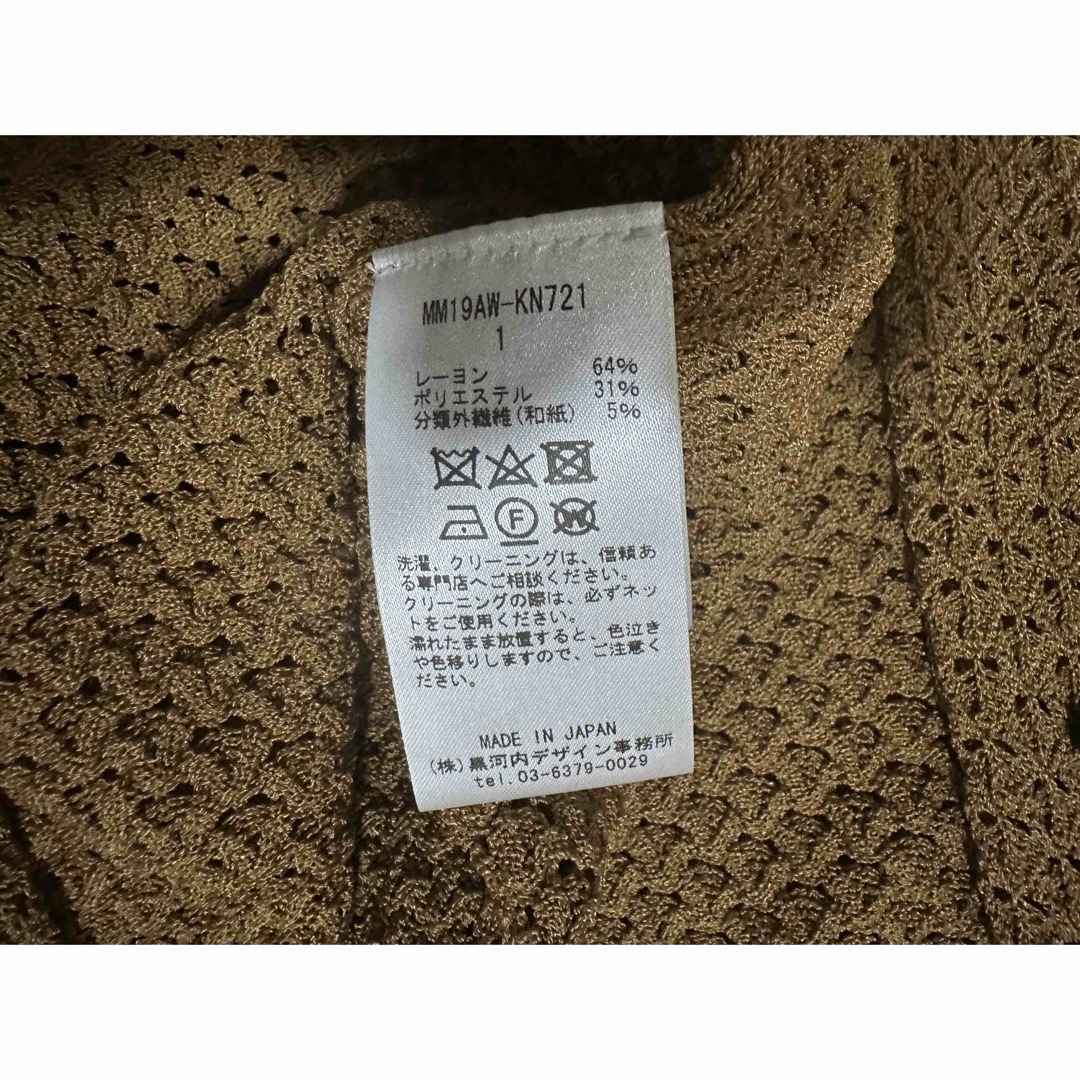 MM19AW-KN721
1
レーヨン 64%
ポリエステル 31%
分類外繊維(和紙) 5%
F
W
洗濯、クリーニングは、信頼あ
る専門店へご相談ください。
クリーニングの際は、必ずネッ
トをご使用ください。
濡れたまま放置すると、色泣き
や色移りしますので、ご注意く
ださい。
MADE IN JAPAN
(株)黒河内デザイン事務所
tel.03-6379-0029